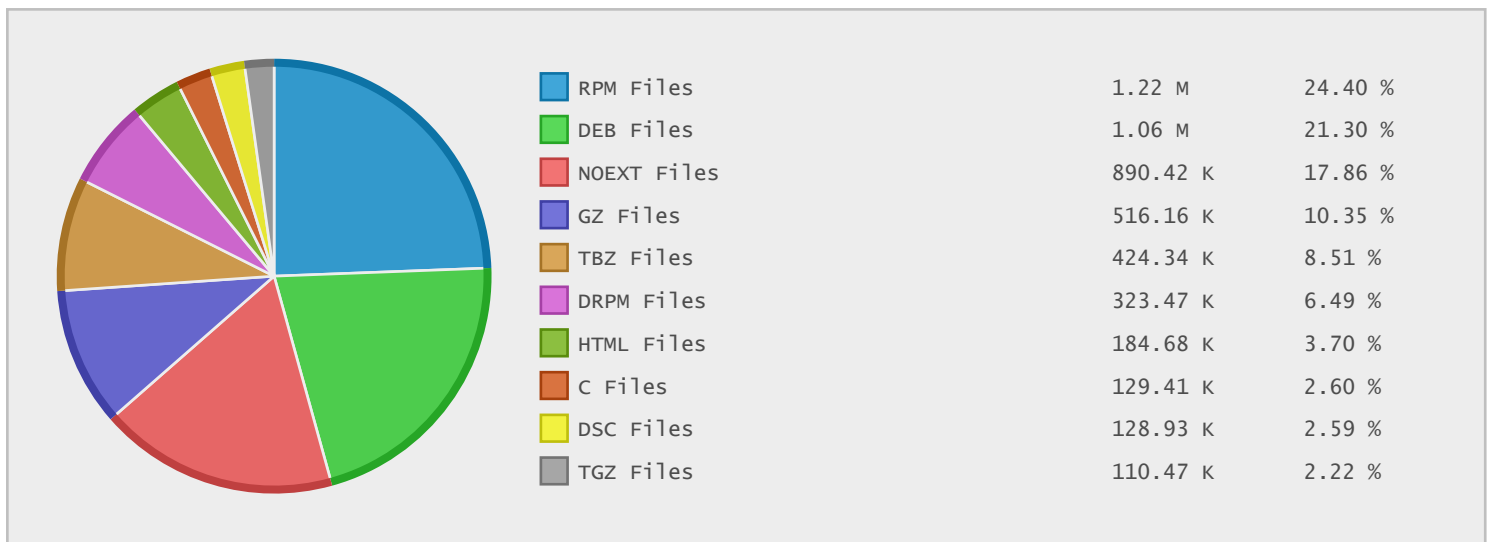 RPM Files 1.22 M 24.40 %
DEB Files 1.06 M 21.30 %
NOEXT Files 890.42 K 17.86 %
GZ Files 516.16 K 10.35 %
TBZ Files 424.34 K 8.51 %
DRPM Files 323.47 K 6.49 %
HTML Files 184.68 K 3.70 %
C Files 129.41 K 2.60 %
DSC Files 128.93 K 2.59 %
TGZ Files 110.47 K 2.22 %